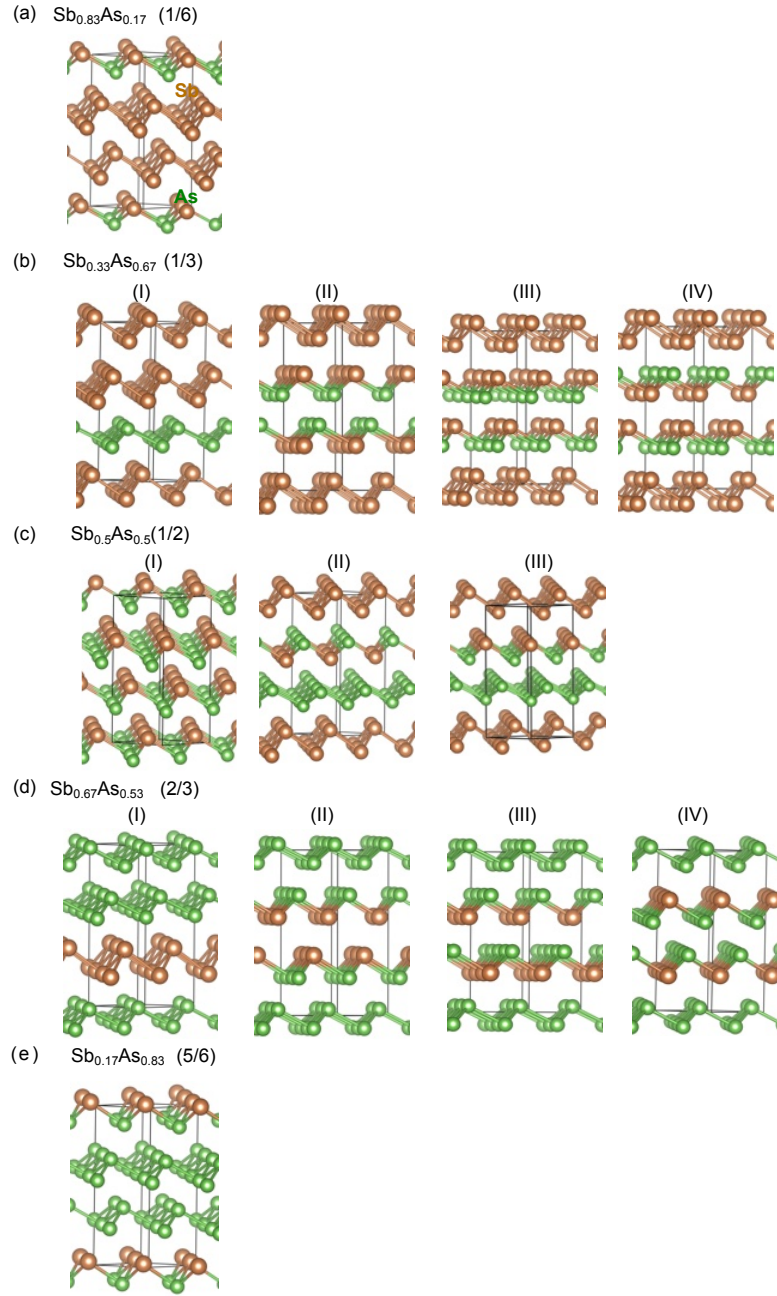 (a) Sb0.83As0.17 (1/6)
Sb
As
(b) Sb0.33As0.67 (1/3)
(I) (II) (III) (IV)
(c) Sb0.5As0.5(1/2)
(I) (II) (III)
(d) Sb0.67As0.53 (2/3)
(I) (II) (III) (IV)
(e) Sb0.17As0.83 (5/6)